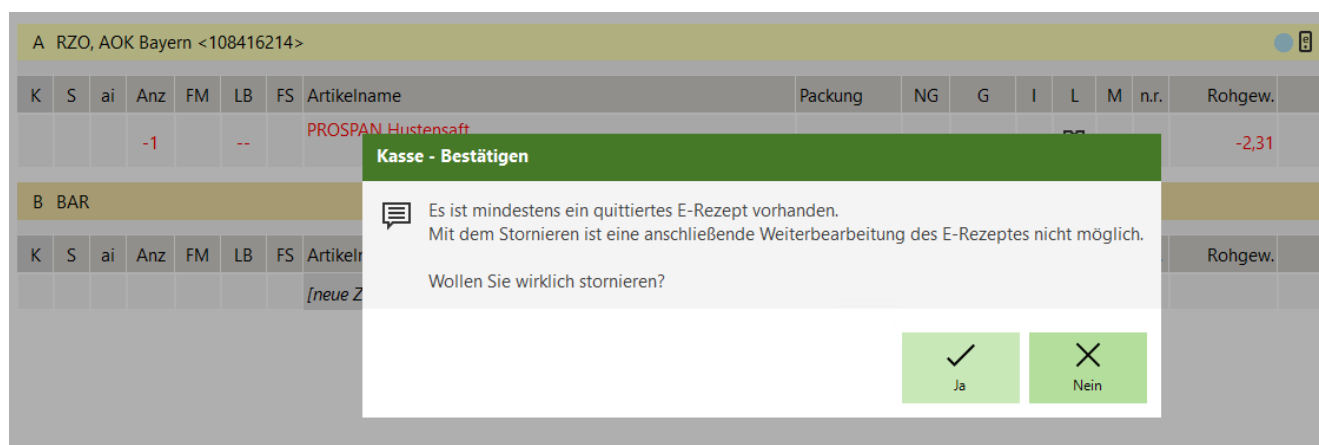 A RZO, AOK Bayern <108416214>
K S ai Anz FM LB FS Artikelname Packung NG G I L M n.r. Rohgew.
-1 -- PROSPAN Hustensaft -2,31
Kasse - Bestätigen
B BAR
Es ist mindestens ein quittiertes E-Rezept vorhanden.
Mit dem Stornieren ist eine anschließende Weiterbearbeitung des E-Rezeptes nicht möglich.
K S ai Anz FM LB FS Rohgew.
Wollen Sie wirklich stornieren?
[neue
Ja Nein